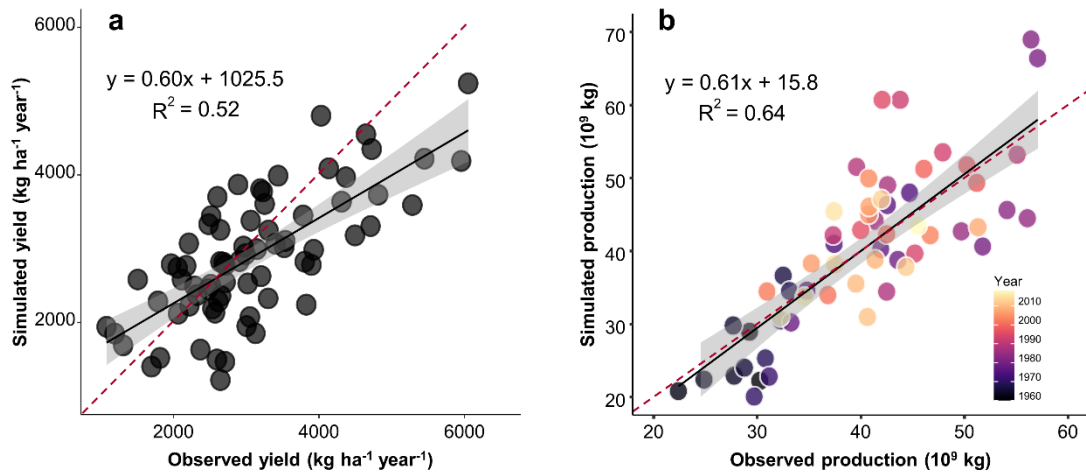 a
y = 0.60x + 1025.5
R² = 0.52
Simulated yield (kg ha⁻¹ year⁻¹)
6000
4000
2000
2000 4000 6000
Observed yield (kg ha⁻¹ year⁻¹)
b
y = 0.61x + 15.8
R² = 0.64
Simulated production (10⁹ kg)
70
60
50
40
30
20
Year
2010
2000
1990
1980
1970
1960
20 30 40 50 60
Observed production (10⁹ kg)